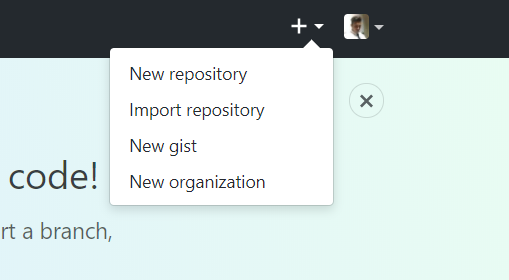 New repository
Import repository
New gist
New organization
code!
rt a branch,